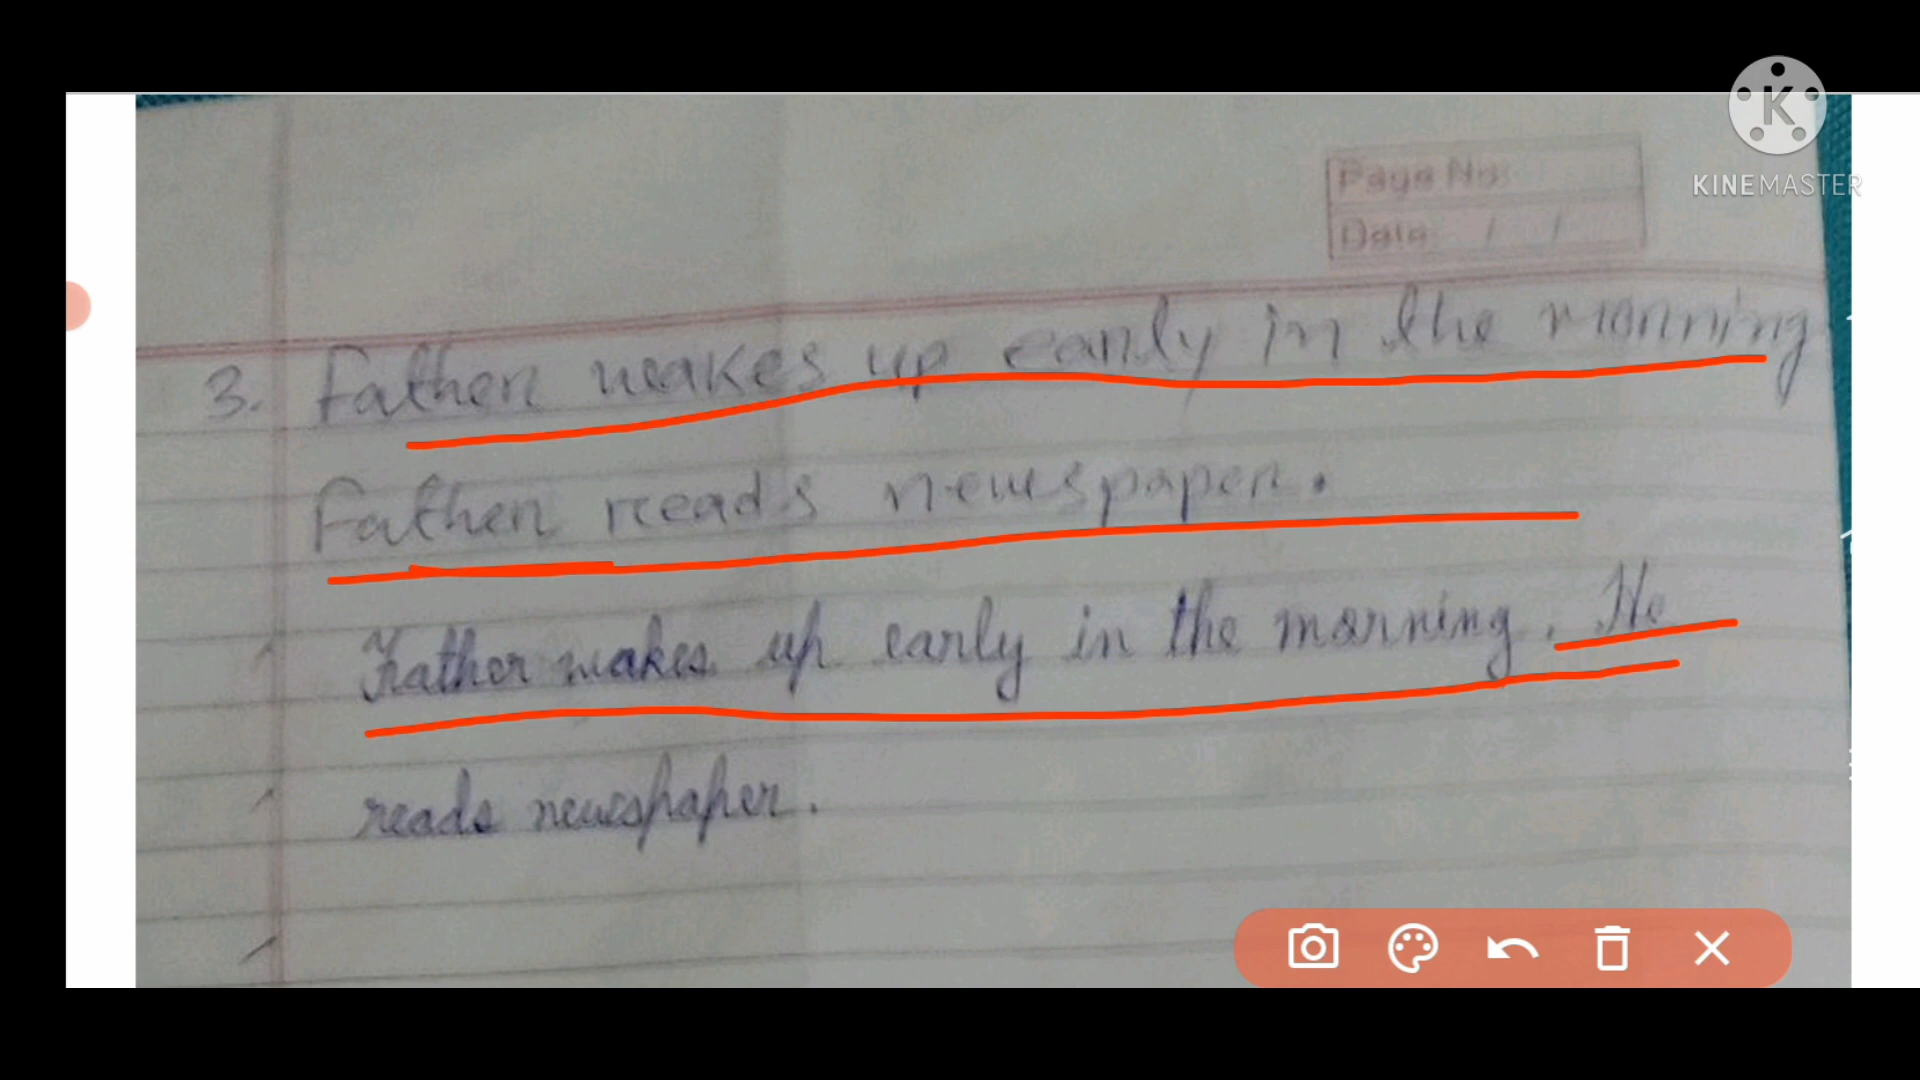 KINEMASTER
Page No:
Date / /
3. Father wakes up early in the morning
Father reads newspaper.
Father wakes up early in the morning. He
reads newspaper.